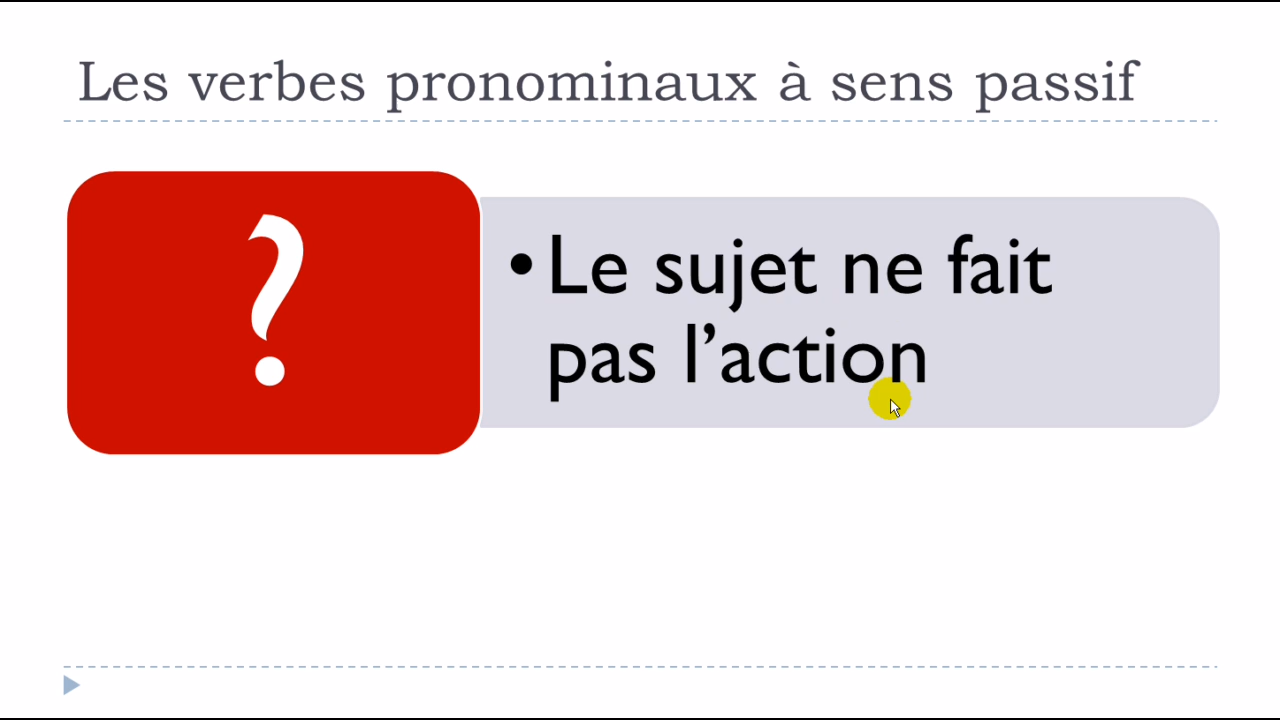 Les verbes pronominaux à sens passif
?
•Le sujet ne fait
pas l’action